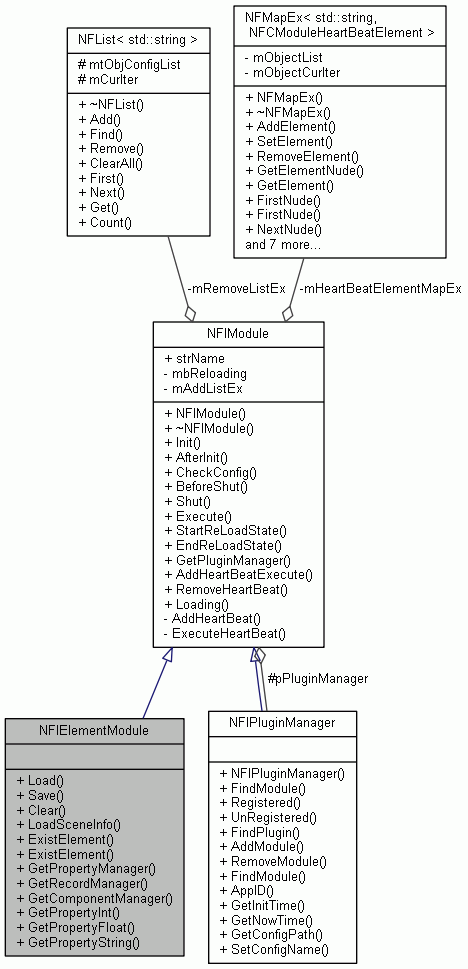 NFList< std::string >
# mtObjConfigList
# mCurIter
+ ~NFList()
+ Add()
+ Find()
+ Remove()
+ ClearAll()
+ First()
+ Next()
+ Get()
+ Count()
NFMapEx< std::string,
NFCModuleHeartBeatElement >
- mObjectList
- mObjectCurIter
+ NFMapEx()
+ ~NFMapEx()
+ AddElement()
+ SetElement()
+ RemoveElement()
+ GetElementNude()
+ GetElement()
+ FirstNude()
+ FirstNude()
+ NextNude()
and 7 more...
-mRemoveListEx
-mHeartBeatElementMapEx
NFIModule
+ strName
- mbReloading
- mAddListEx
+ NFIModule()
+ ~NFIModule()
+ Init()
+ AfterInit()
+ CheckConfig()
+ BeforeShut()
+ Shut()
+ Execute()
+ StartReLoadState()
+ EndReLoadState()
+ GetPluginManager()
+ AddHeartBeatExecute()
+ RemoveHeartBeat()
+ Loading()
- AddHeartBeat()
- ExecuteHeartBeat()
#pPluginManager
NFIElementModule
+ Load()
+ Save()
+ Clear()
+ LoadSceneInfo()
+ ExistElement()
+ ExistElement()
+ GetPropertyManager()
+ GetRecordManager()
+ GetComponentManager()
+ GetPropertyInt()
+ GetPropertyFloat()
+ GetPropertyString()
NFIPluginManager
+ NFIPluginManager()
+ FindModule()
+ Registered()
+ UnRegistered()
+ FindPlugin()
+ AddModule()
+ RemoveModule()
+ FindModule()
+ AppID()
+ GetInitTime()
+ GetNowTime()
+ GetConfigPath()
+ SetConfigName()